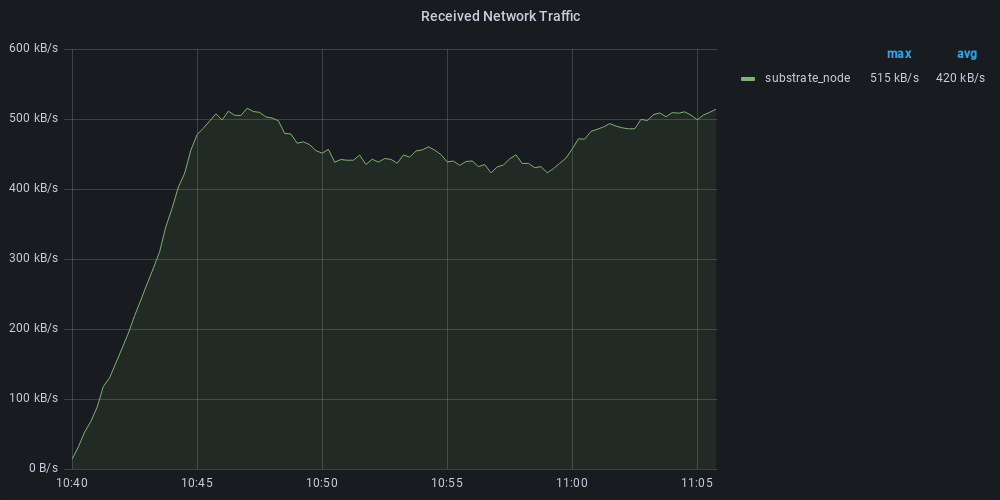 Received Network Traffic
600 kB/s
500 kB/s
400 kB/s
300 kB/s
200 kB/s
100 kB/s
0 B/s
10:40 10:45 10:50 10:55 11:00 11:05
max avg
substrate_node 515 kB/s 420 kB/s